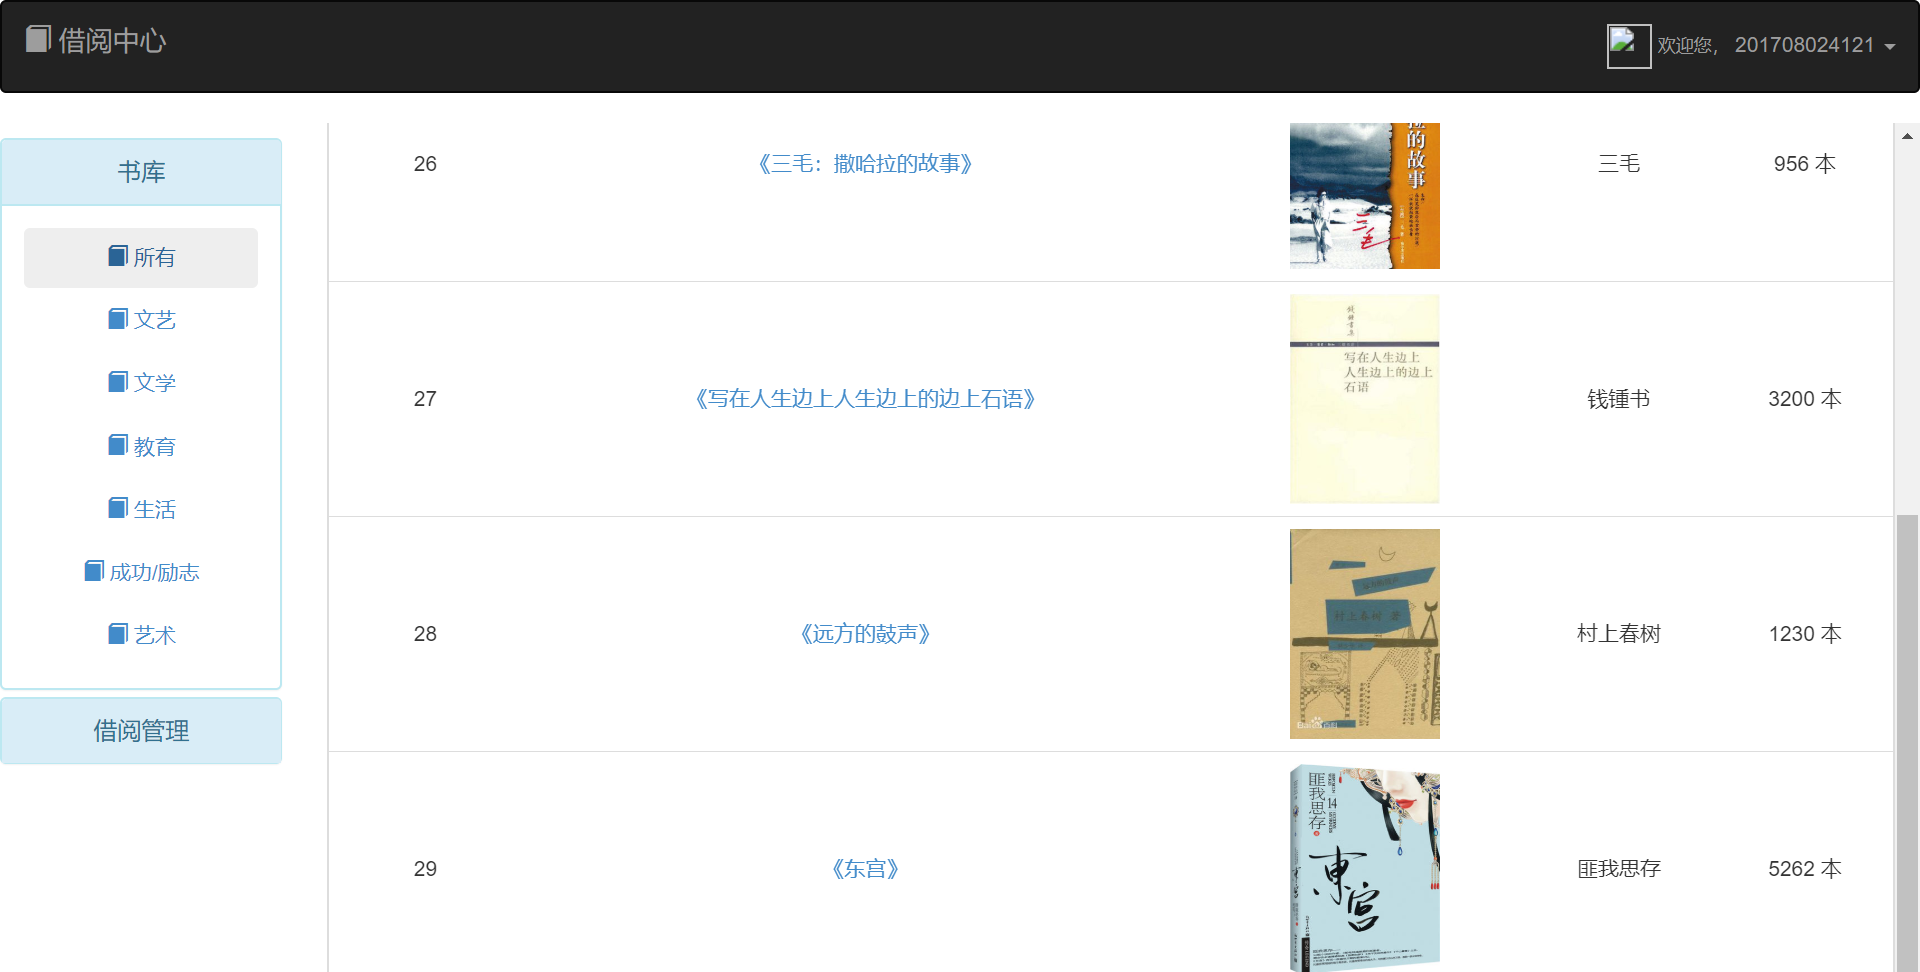 借阅中心
欢迎您， 201708024121
书库
所有
文艺
文学
教育
生活
成功/励志
艺术
借阅管理
26 《三毛：撒哈拉的故事》 三毛 956 本
拉的故事
三毛
27 《写在人生边上人生边上的边上石语》 钱锺书 3200 本
钱锺书集
写在人生边上
人生边上的边上
石语
28 《远方的鼓声》 村上春树 1230 本
村上春树 著
29 《东宫》 匪我思存 5262 本
匪我思存
14
東宫